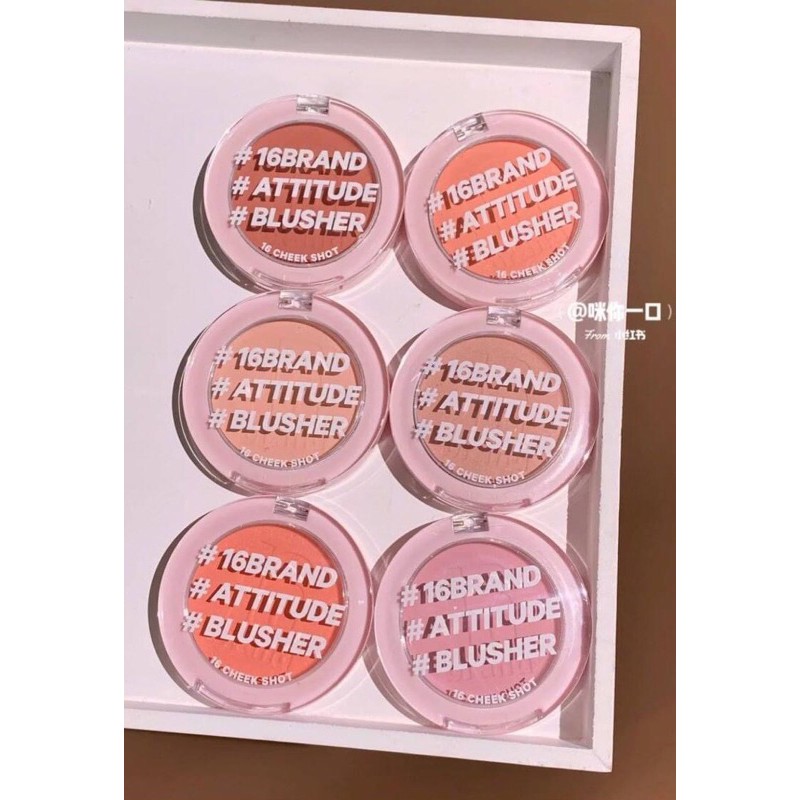 # 16BRAND
# ATTITUDE
# BLUSHER
16 CHEEK SHOT
# 16BRAND
# ATTITUDE
# BLUSHER
16 CHEEK SHOT
@咪你一口
From 小红书
# 16BRAND
# ATTITUDE
# BLUSHER
16 CHEEK SHOT
# 16BRAND
# ATTITUDE
# BLUSHER
16 CHEEK SHOT
# 16BRAND
# ATTITUDE
# BLUSHER
16 CHEEK SHOT
# 16BRAND
# ATTITUDE
# BLUSHER
16 CHEEK SHOT